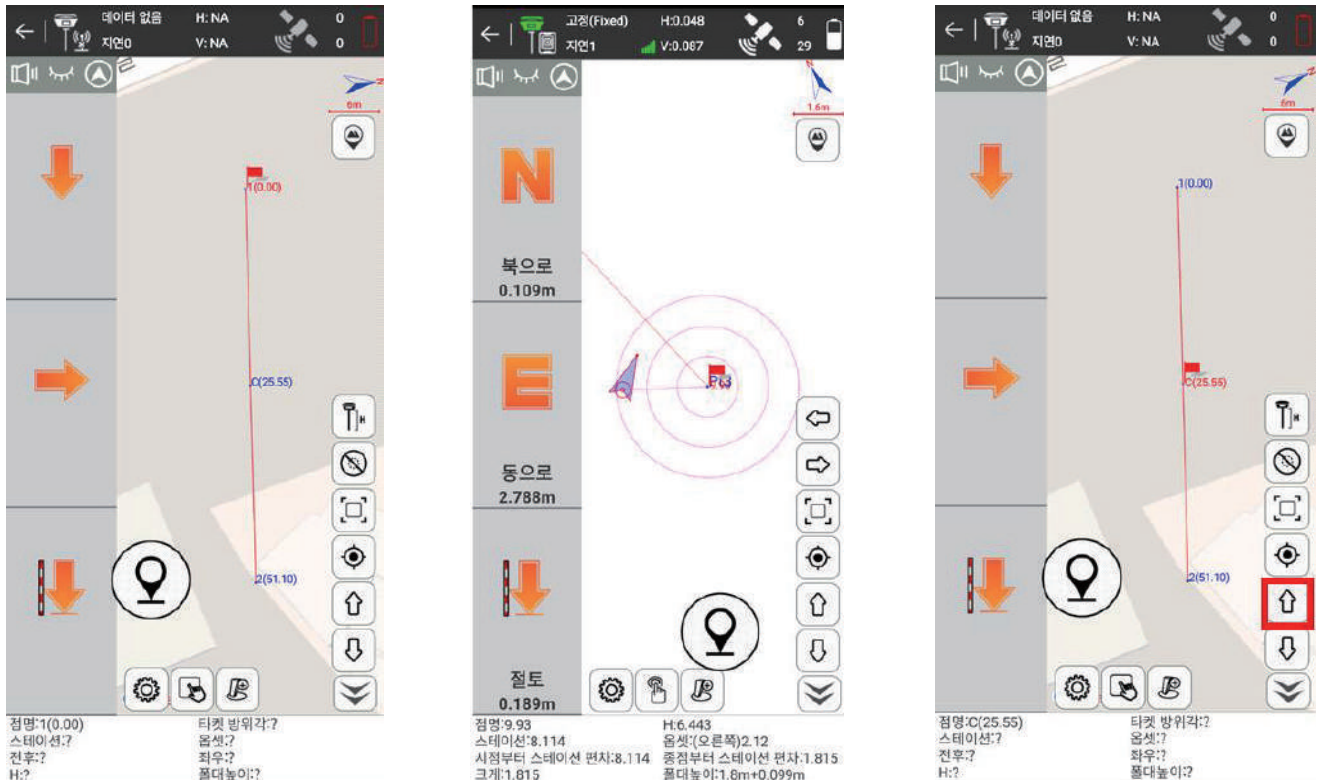 데이터 없음 H: NA 0
지연0 V: NA 0
N
6m
1(0.00)
C(25.55)
2(51.10)
H
점명:1(0.00) 타켓 방위각:?
스테이션:? 옵셋:?
전후:? 좌우:?
H:? 폴대높이:?
고정(Fixed) H:0.048 6
지연1 V:0.087 29
1.6m
N
북으로
0.109m
E
동으로
2.788m
Pt3
절토
0.189m
점명:9.93 H:6.443
스테이션:8.114 옵셋:(오른쪽)2.12
시점부터 스테이션 편차:8.114 종점부터 스테이션 편차:1.815
크게:1.815 폴대높이:1.8m+0.099m
데이터 없음 H: NA 0
지연0 V: NA 0
N
6m
1(0.00)
C(25.55)
2(51.10)
H
점명:C(25.55) 타켓 방위각:?
스테이션:? 옵셋:?
전후:? 좌우:?
H:? 폴대높이:?